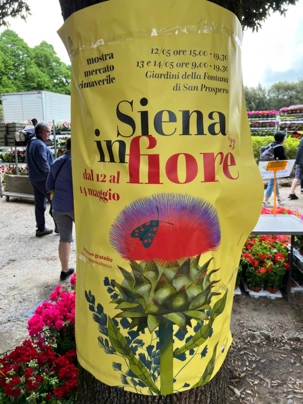 mostra
mercato
cinaverde
12/05 ore 15.00 - 19.30
13 e 14/05 ore 9.00 - 19.30
Giardini della Fontana
di San Prospero
Siena
in fiore '23
dal 12 al
14 maggio